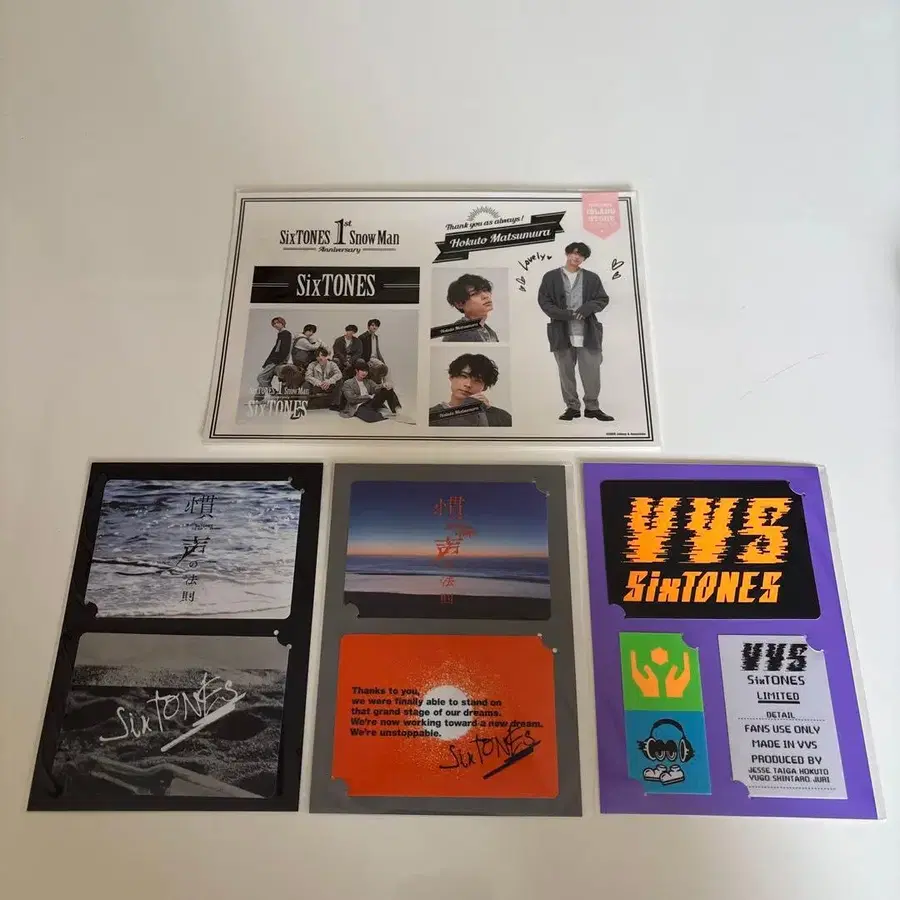 SixTONES 1st Snow Man
Anniversary
SixTONES
SixTONES 1st Snow Man
SixTONES
Thank you as always!
Hokuto Matsumura
Lovely
Hokuto Matsumura
Hokuto Matsumura
慣
声
の
法
則
SixTONES
慣
声
の
法
則
Thanks to you,
we were finally able to stand on
that grand stage of our dreams.
We're now working toward a new dream.
We're unstoppable.
SixTONES
VVS
SixTONES
VVS
SixTONES
LIMITED
DETAIL
FANS USE ONLY
MADE IN VVS
PRODUCED BY
JESSE TAIGA HOKUTO
YUGO SHINTARO JURI